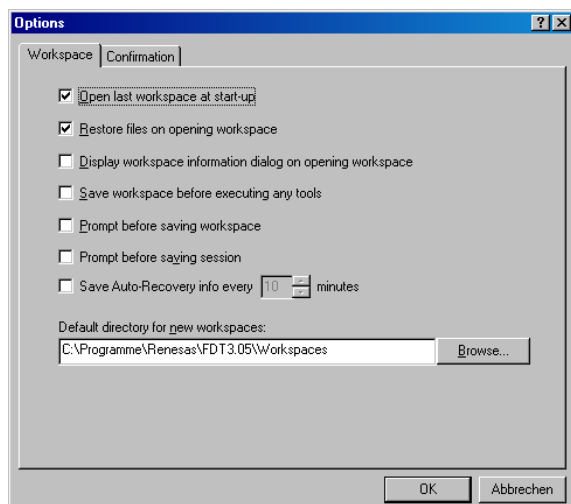 Options
Workspace Confirmation
Open last workspace at start-up
Restore files on opening workspace
Display workspace information dialog on opening workspace
Save workspace before executing any tools
Prompt before saving workspace
Prompt before saving session
Save Auto-Recovery info every 10 minutes
Default directory for new workspaces:
C:\Programme\Renesas\FDT3.05\Workspaces Browse...
OK Abbrechen